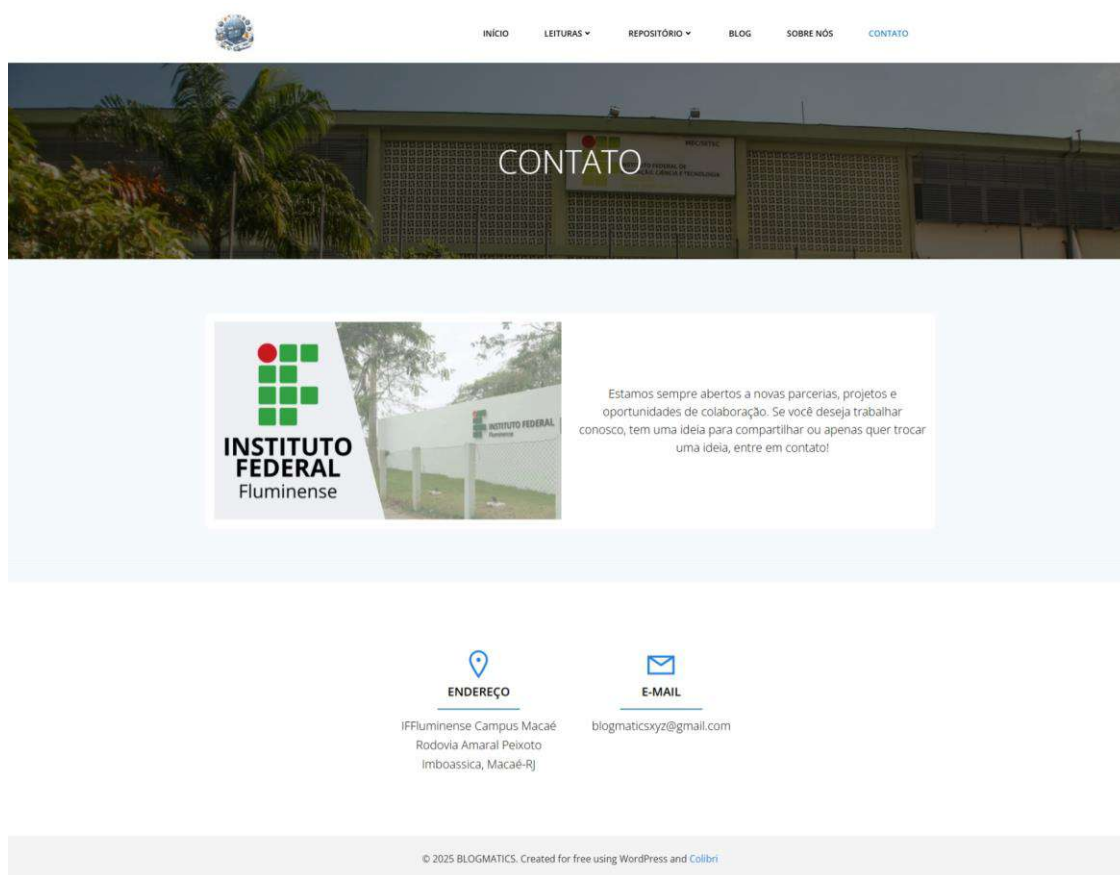 INÍCIO LEITURAS REPOSITÓRIO BLOG SOBRE NÓS CONTATO
CONTATO
INSTITUTO
FEDERAL
Fluminense
INSTITUTO FEDERAL
Fluminense
Estamos sempre abertos a novas parcerias, projetos e
oportunidades de colaboração. Se você deseja trabalhar
conosco, tem uma ideia para compartilhar ou apenas quer trocar
uma ideia, entre em contato!
ENDEREÇO
IFFluminense Campus Macaé
Rodovia Amaral Peixoto
Imboassica, Macaé-RJ
E-MAIL
blogmaticsxyz@gmail.com
© 2025 BLOGMATICS. Created for free using WordPress and Colibri